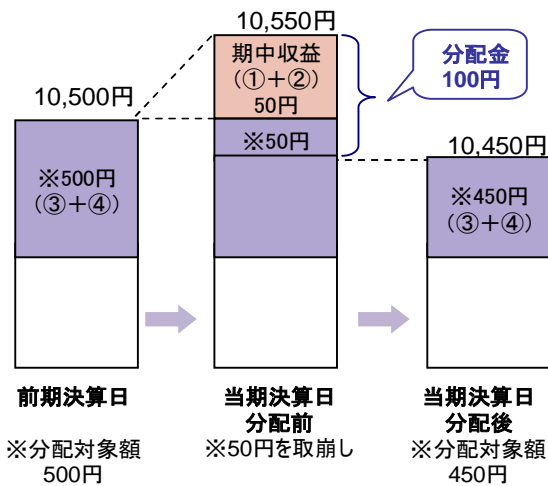 10,550円
期中収益
（①＋②）
50円
分配金
100円
10,500円
※50円
10,450円
※500円
（③＋④）
※450円
（③＋④）
前期決算日
当期決算日
分配前
当期決算日
分配後
※分配対象額
500円
※50円を取崩し
※分配対象額
450円